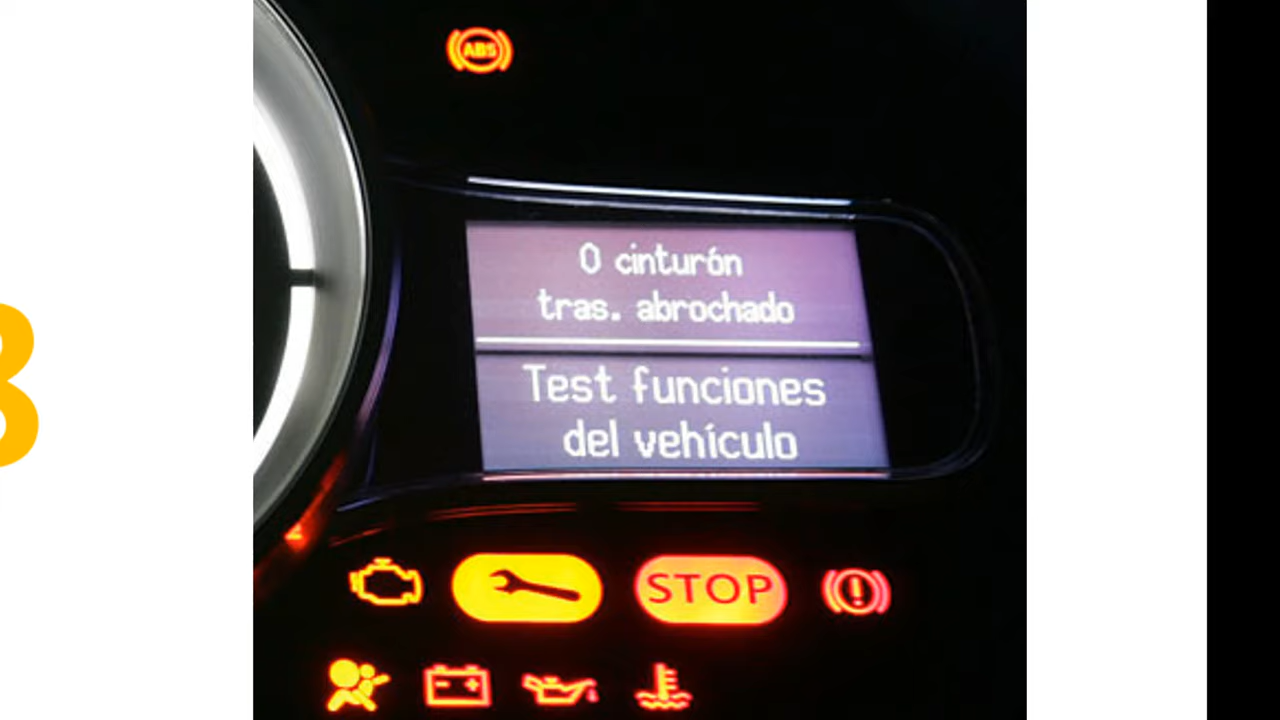 ABS
0 cinturón
tras. abrochado
Test funciones
del vehículo
STOP